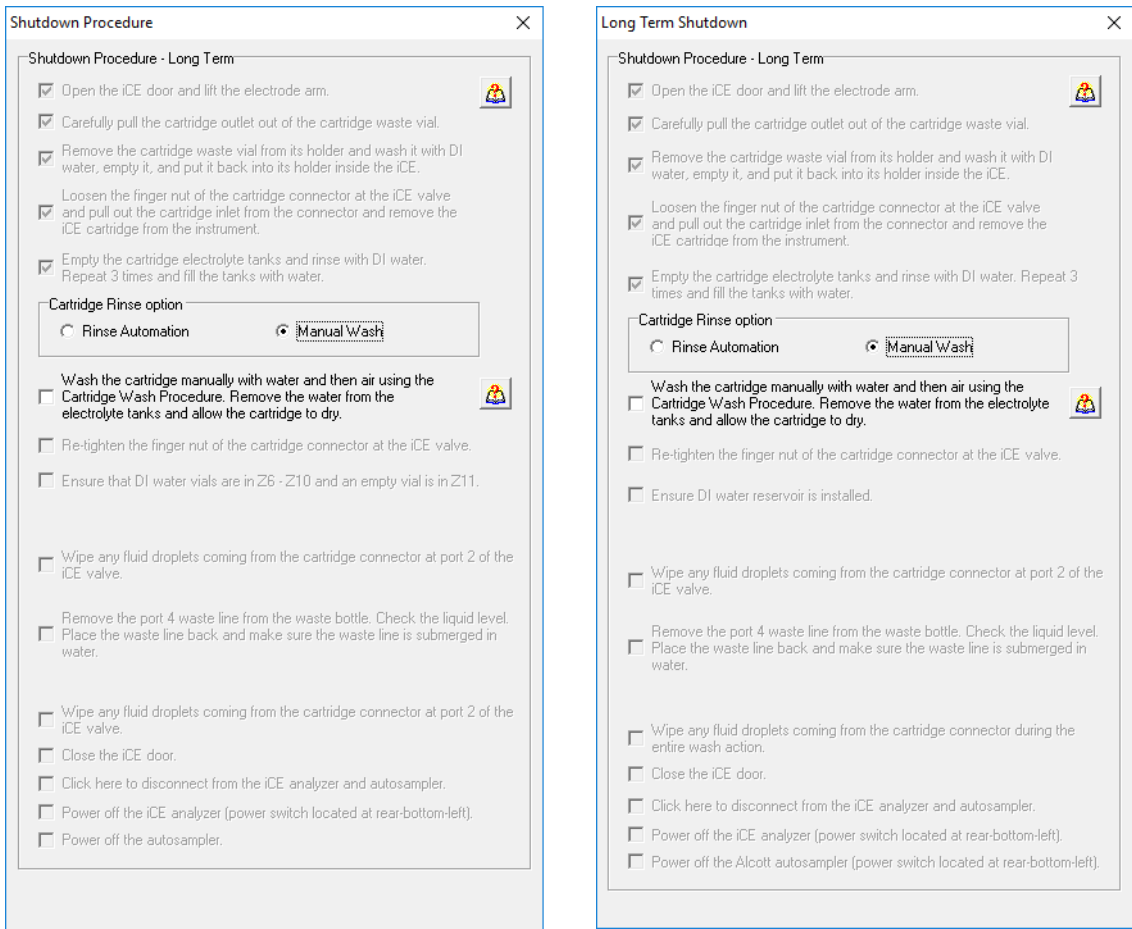 Shutdown Procedure
Shutdown Procedure - Long Term
Open the iCE door and lift the electrode arm.
Carefully pull the cartridge outlet out of the cartridge waste vial.
Remove the cartridge waste vial from its holder and wash it with DI
water, empty it, and put it back into its holder inside the iCE.
Loosen the finger nut of the cartridge connector at the iCE valve
and pull out the cartridge inlet from the connector and remove the
iCE cartridge from the instrument.
Empty the cartridge electrolyte tanks and rinse with DI water.
Repeat 3 times and fill the tanks with water.
Cartridge Rinse option
Rinse Automation Manual Wash
Wash the cartridge manually with water and then air using the
Cartridge Wash Procedure. Remove the water from the
electrolyte tanks and allow the cartridge to dry.
Re-tighten the finger nut of the cartridge connector at the iCE valve.
Ensure that DI water vials are in Z6 - Z10 and an empty vial is in Z11.
Wipe any fluid droplets coming from the cartridge connector at port 2 of the
iCE valve.
Remove the port 4 waste line from the waste bottle. Check the liquid level.
Place the waste line back and make sure the waste line is submerged in
water.
Wipe any fluid droplets coming from the cartridge connector at port 2 of the
iCE valve.
Close the iCE door.
Click here to disconnect from the iCE analyzer and autosampler.
Power off the iCE analyzer (power switch located at rear-bottom-left).
Power off the autosampler.
Long Term Shutdown
Shutdown Procedure - Long Term
Open the iCE door and lift the electrode arm.
Carefully pull the cartridge outlet out of the cartridge waste vial.
Remove the cartridge waste vial from its holder and wash it with DI
water, empty it, and put it back into its holder inside the iCE.
Loosen the finger nut of the cartridge connector at the iCE valve
and pull out the cartridge inlet from the connector and remove the
iCE cartridge from the instrument.
Empty the cartridge electrolyte tanks and rinse with DI water. Repeat 3
times and fill the tanks with water.
Cartridge Rinse option
Rinse Automation Manual Wash
Wash the cartridge manually with water and then air using the
Cartridge Wash Procedure. Remove the water from the electrolyte
tanks and allow the cartridge to dry.
Re-tighten the finger nut of the cartridge connector at the iCE valve.
Ensure DI water reservoir is installed.
Wipe any fluid droplets coming from the cartridge connector at port 2 of the
iCE valve.
Remove the port 4 waste line from the waste bottle. Check the liquid level.
Place the waste line back and make sure the waste line is submerged in
water.
Wipe any fluid droplets coming from the cartridge connector during the
entire wash action.
Close the iCE door.
Click here to disconnect from the iCE analyzer and autosampler.
Power off the iCE analyzer (power switch located at rear-bottom-left).
Power off the Alcott autosampler (power switch located at rear-bottom-left).